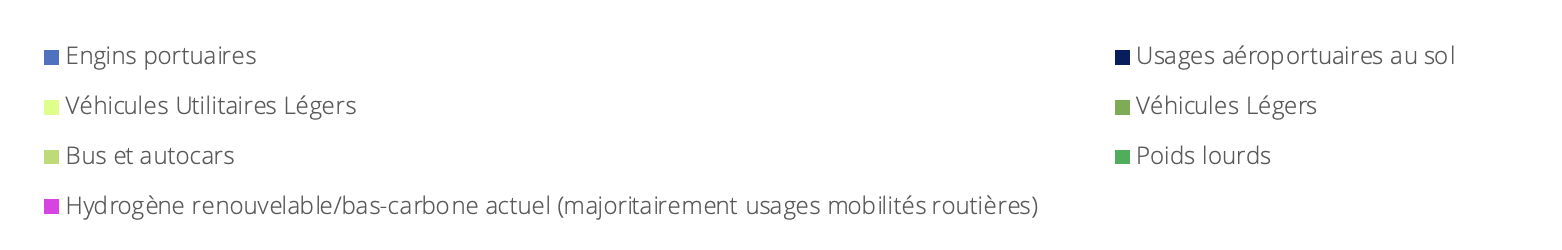 Engins portuaires
Usages aéroportuaires au sol
Véhicules Utilitaires Légers
Véhicules Légers
Bus et autocars
Poids lourds
Hydrogène renouvelable/bas-carbone actuel (majoritairement usages mobilités routières)